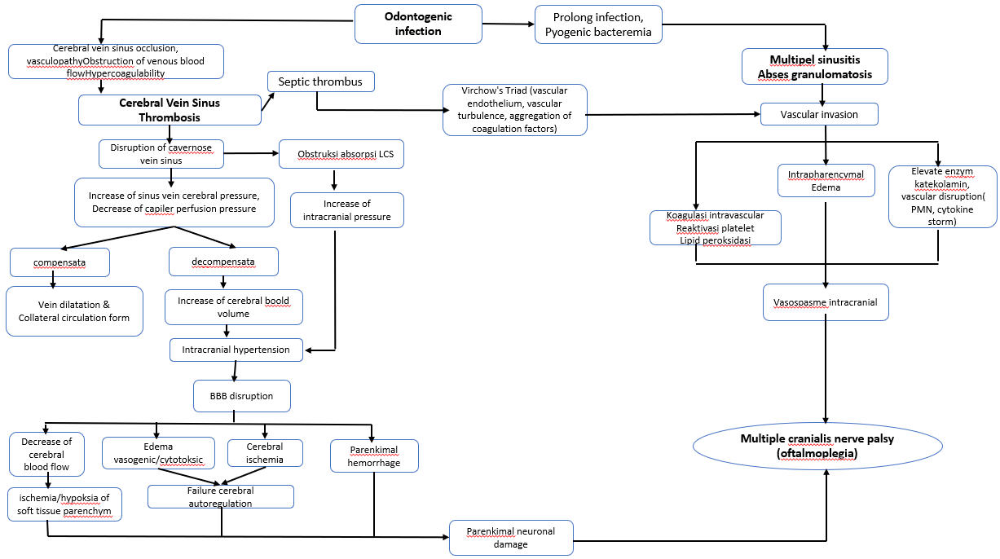 Odontogenic
infection
Prolong infection,
Pyogenic bacteremia
Cerebral vein sinus occlusion,
vasculopathyObstruction of venous blood
flowHypercoagulability
Multipel sinusitis
Abses granulomatosis
Septic thrombus
Cerebral Vein Sinus
Thrombosis
Virchow's Triad (vascular
endothelium, vascular
turbulence, aggregation of
coagulation factors)
Vascular invasion
Disruption of cavernose
vein sinus
Obstruksi absorpsi LCS
Increase of sinus vein cerebral pressure,
Decrease of capiler perfusion pressure
Increase of
intracranial pressure
Intrapharencymal
Edema
Elevate enzym
katekolamin,
vascular disruption(
PMN, cytokine
storm)
Koagulasi intravascular
Reaktivasi platelet
Lipid peroksidasi
compensata
decompensata
Vein dilatation &
Collateral circulation form
Increase of cerebral boold
volume
Vasospasme intracranial
Intracranial hypertension
BBB disruption
Decrease of
cerebral
blood flow
Edema
vasogenic/cytotoksic
Cerebral
ischemia
Parenkimal
hemorrhage
Multiple cranialis nerve palsy
(oftalmoplegia)
ischemia/hypoksia of
soft tissue parenchym
Failure cerebral
autoregulation
Parenkimal neuronal
damage